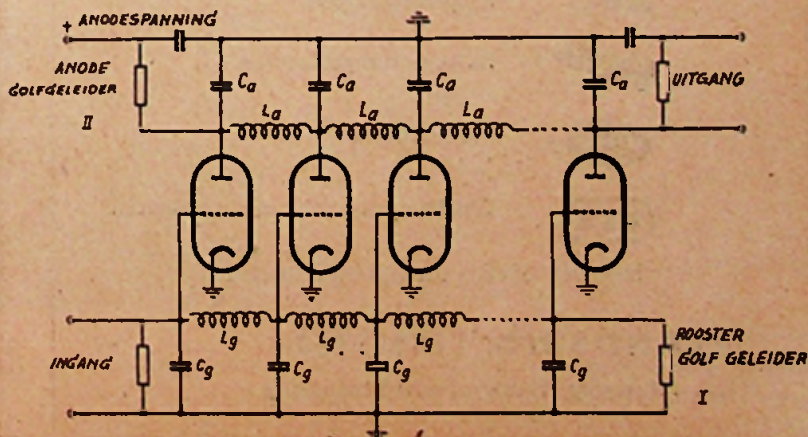 + ANODESPANNING
ANODE
GOLFGELEIDER
II
Ca
Ca
Ca
Ca
UITGANG
La
La
La
Lg
Lg
Lg
INGANG
Cg
Cg
Cg
Cg
ROOSTER
GOLF GELEIDER
I